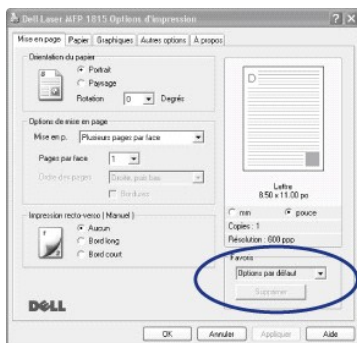 Dell Laser MFP 1815 Options d'impression
Mise en page
Papier
Graphiques
Autres options
À propos
Orientation du papier
Portrait
Paysage
Rotation 0 Degrés
Options de mise en page
Mise en p. Plusieurs pages par face
Pages par face 1
Ordre des pages Droite, puis bas
Bordures
Impression recto-verso ( Manuel )
Aucun
Bord long
Bord court
DELL
Lettre
8.50 x 11.00 po
mm pouce
Copies : 1
Résolution : 600 ppp
Favoris
Options par défaut
Supprimer
OK
Annuler
Appliquer
Aide